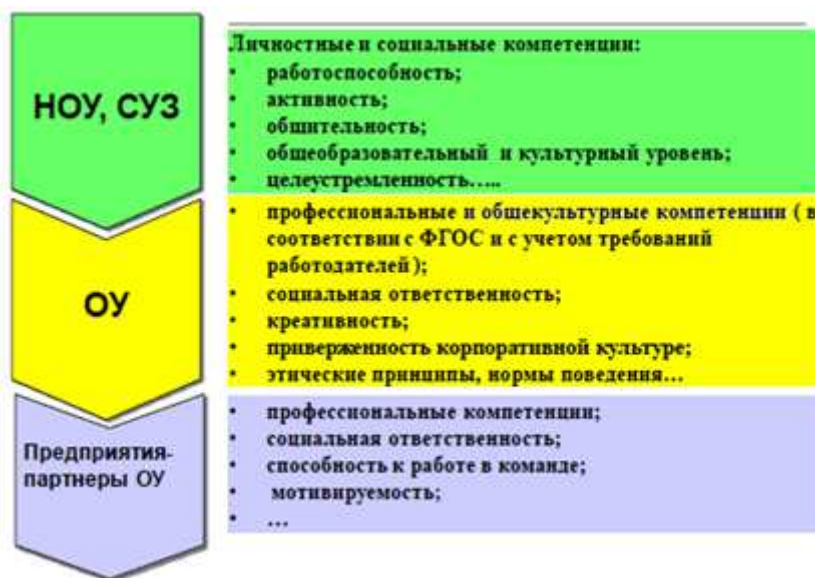 НОУ, СУЗ
Личностные и социальные компетенции:
• работоспособность;
• активность;
• общительность;
• общеобразовательный и культурный уровень;
• целеустремленность.....
ОУ
• профессиональные и общекультурные компетенции ( в
соответствии с ФГОС и с учетом требований
работодателей );
• социальная ответственность;
• креативность;
• приверженность корпоративной культуре;
• этические принципы, нормы поведения...
Предприятия-
партнеры ОУ
• профессиональные компетенции;
• социальная ответственность;
• способность к работе в команде;
• мотивируемость;
• ...